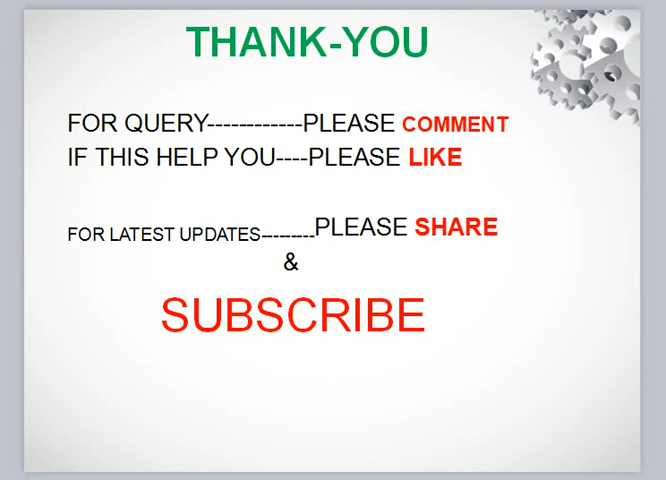 THANK-YOU
FOR QUERY------------PLEASE COMMENT
IF THIS HELP YOU----PLEASE LIKE
FOR LATEST UPDATES---------PLEASE SHARE
&
SUBSCRIBE